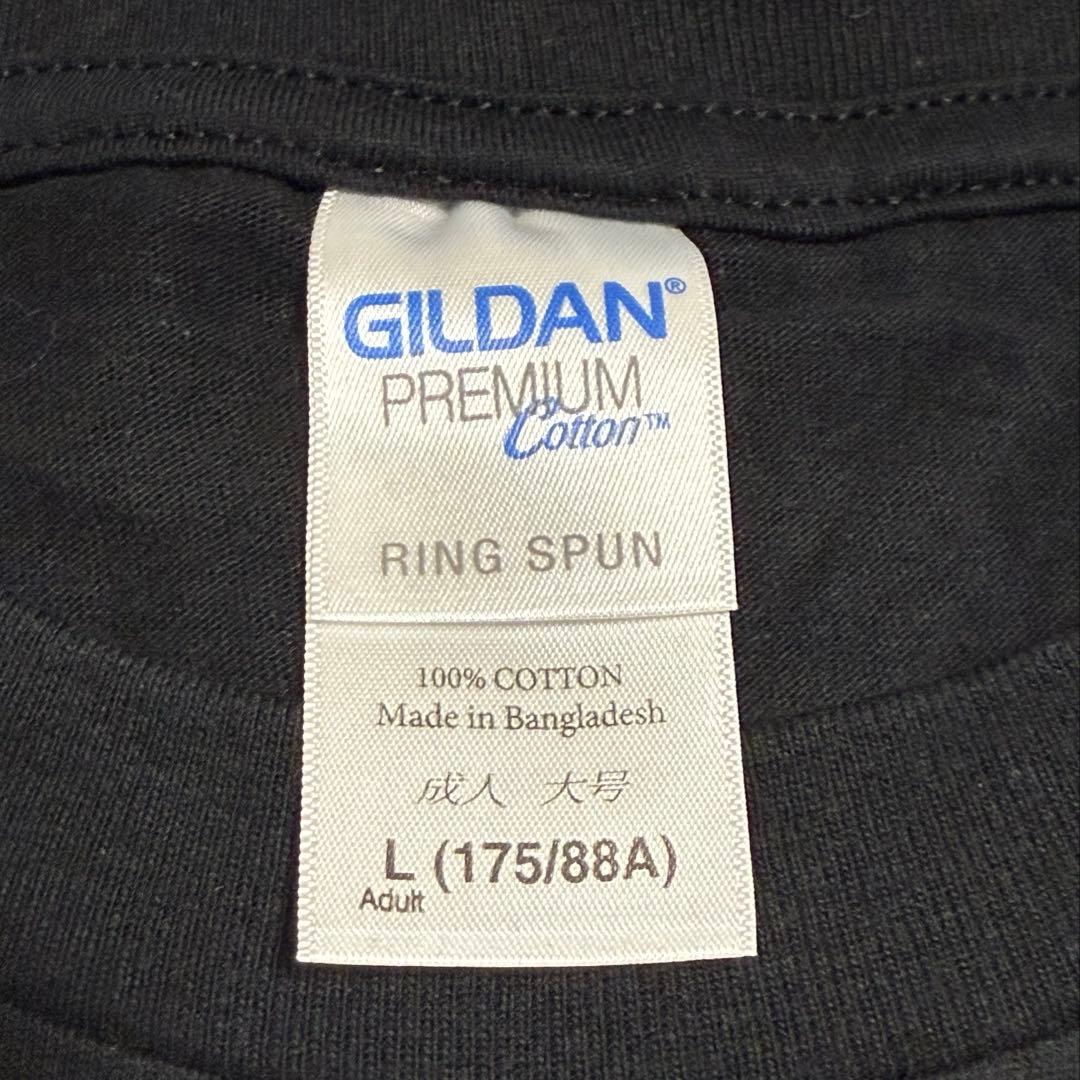 GILDAN®
PREMIUM
Cotton™
RING SPUN
100% COTTON
Made in Bangladesh
成人 大号
L (175/88A)
Adult